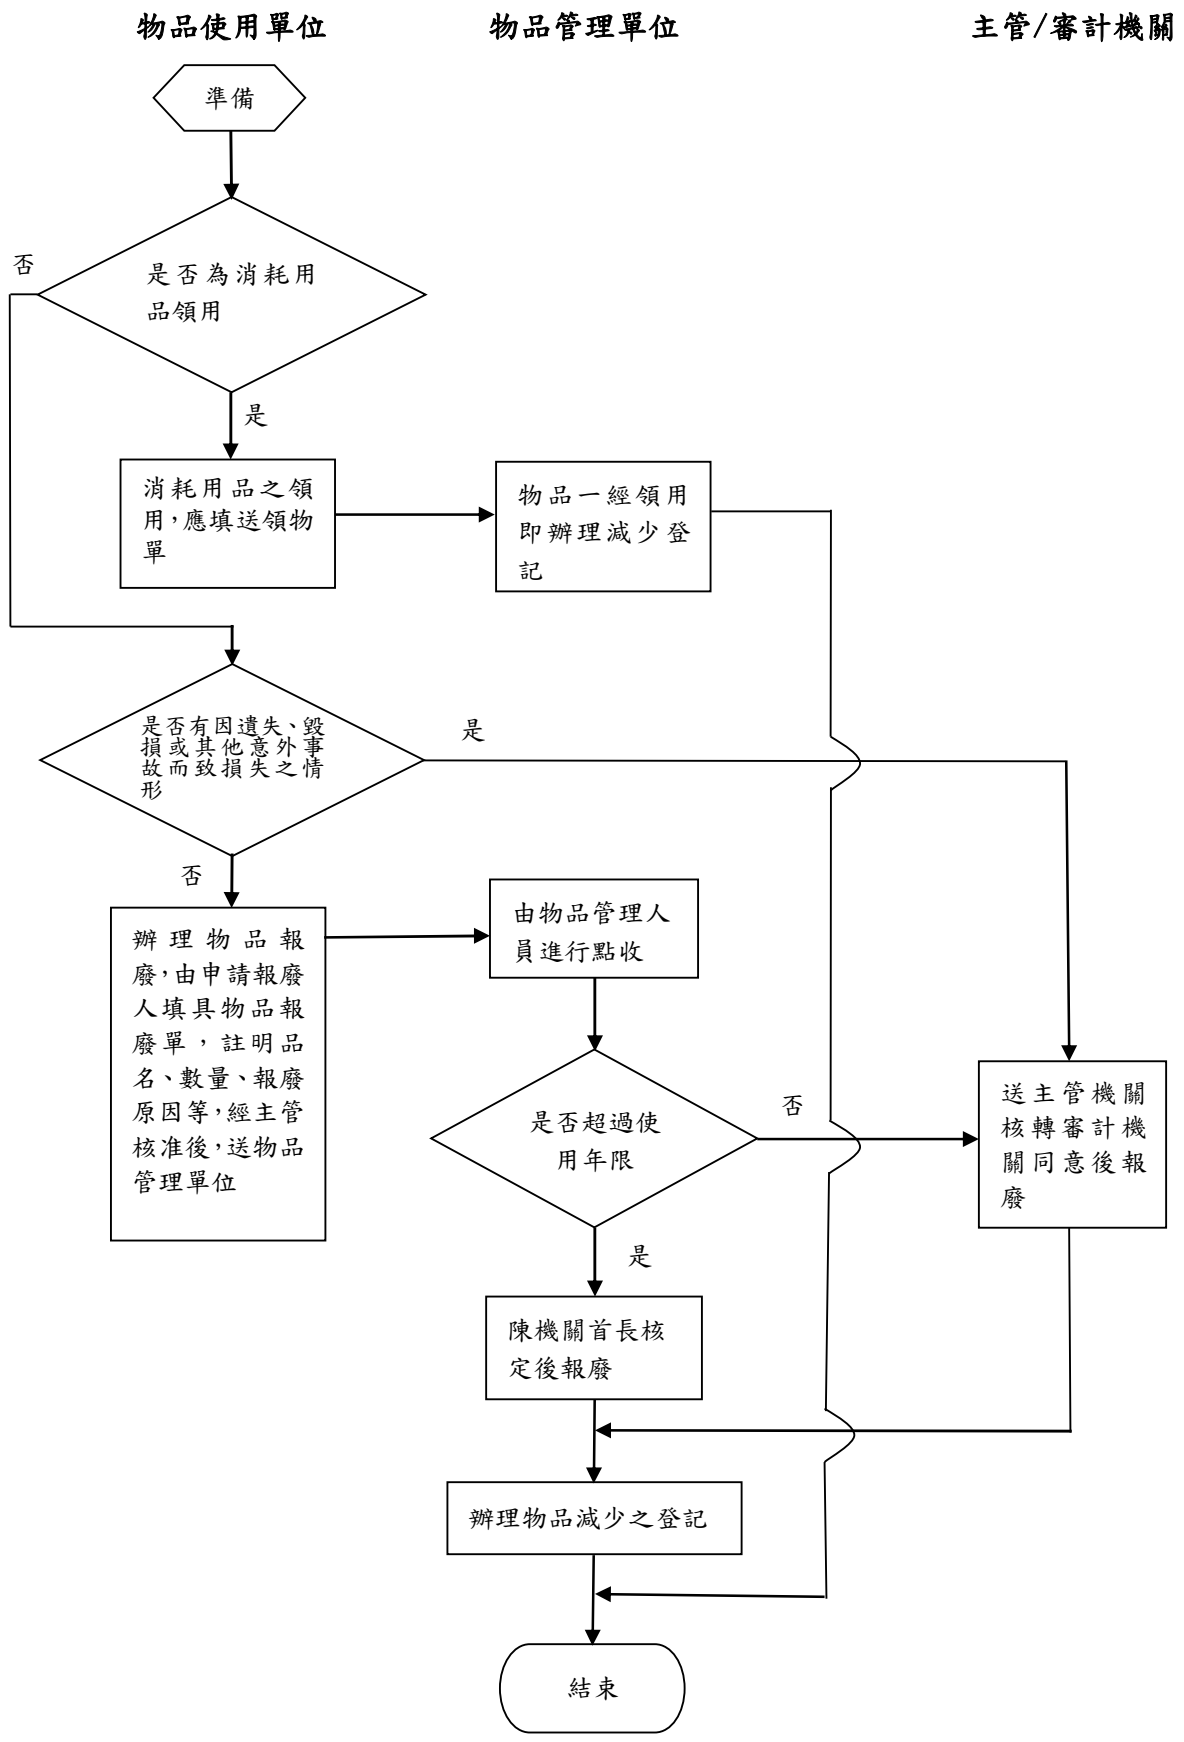 物品使用單位
物品管理單位
主管/審計機關
準備
否
是否為消耗用
品領用
是
消耗用品之領
用，應填送領物
單
物品一經領用
即辦理減少登
記
是否有因遺失、毀
損或其他意外事
故而致損失之情
形
是
否
辦理物品報
廢，由申請報廢
人填具物品報
廢單，註明品
名、數量、報廢
原因等，經主管
核准後，送物品
管理單位
由物品管理人
員進行點收
是否超過使
用年限
否
送主管機關
核轉審計機
關同意後報
廢
是
陳機關首長核
定後報廢
辦理物品減少之登記
結束